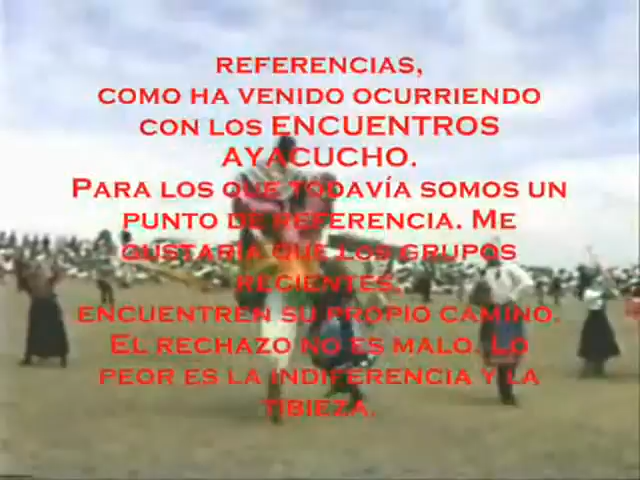 REFERENCIAS,
COMO HA VENIDO OCURRIENDO
CON LOS ENCUENTROS
AYACUCHO.
PARA LOS QUE TODAVÍA SOMOS UN
PUNTO DE REFERENCIA. ME
GUSTARÍA QUE LOS GRUPOS
RECIENTES,
ENCUENTREN SU PROPIO CAMINO.
EL RECHAZO NO ES MALO. LO
PEOR ES LA INDIFERENCIA Y LA
TIBIEZA.